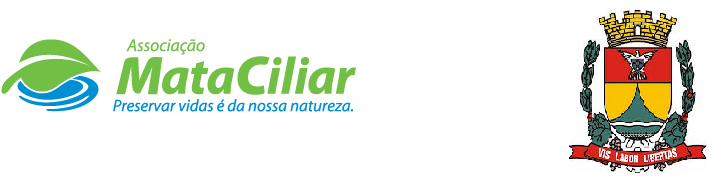 Associação
MataCiliar
Preservar vidas é da nossa natureza.
VIS LABOR LIBERTAS